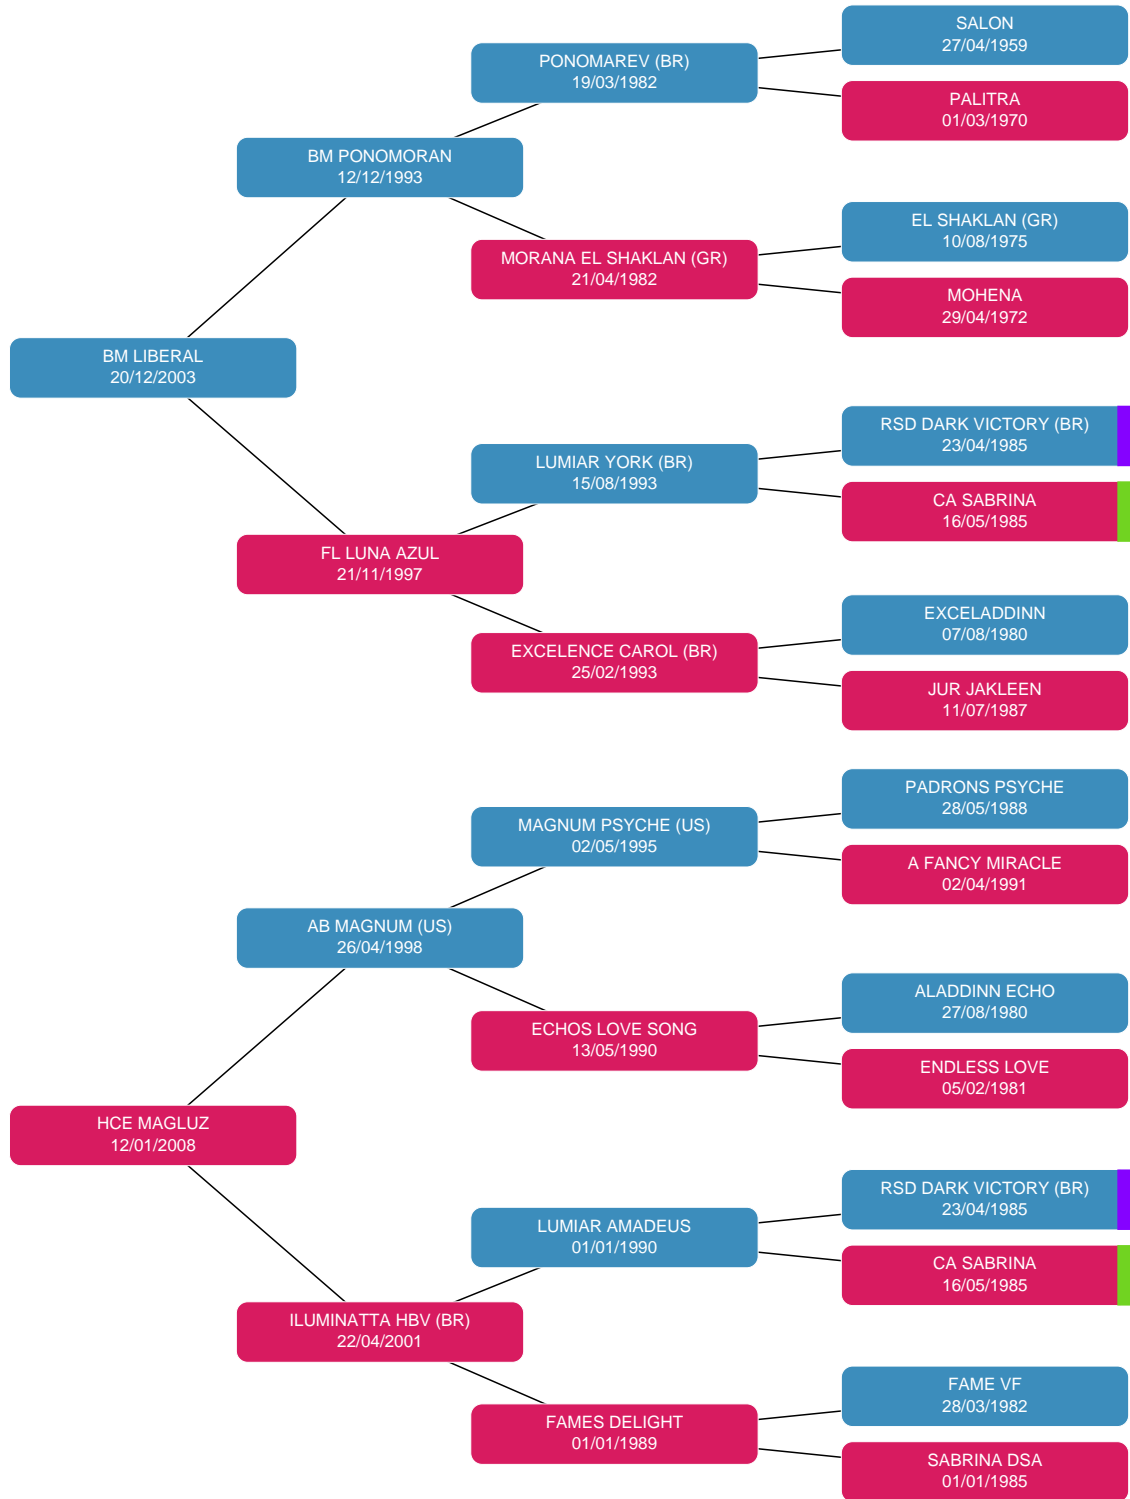 SALON
27/04/1959
PONOMAREV (BR)
19/03/1982
PALITRA
01/03/1970
BM PONOMORAN
12/12/1993
EL SHAKLAN (GR)
10/08/1975
MORANA EL SHAKLAN (GR)
21/04/1982
MOHENA
29/04/1972
BM LIBERAL
20/12/2003
RSD DARK VICTORY (BR)
23/04/1985
LUMIAR YORK (BR)
15/08/1993
CA SABRINA
16/05/1985
FL LUNA AZUL
21/11/1997
EXCELADDINN
07/08/1980
EXCELENCE CAROL (BR)
25/02/1993
JUR JAKLEEN
11/07/1987
PADRONS PSYCHE
28/05/1988
MAGNUM PSYCHE (US)
02/05/1995
A FANCY MIRACLE
02/04/1991
AB MAGNUM (US)
26/04/1998
ALADDINN ECHO
27/08/1980
ECHOS LOVE SONG
13/05/1990
ENDLESS LOVE
05/02/1981
HCE MAGLUZ
12/01/2008
RSD DARK VICTORY (BR)
23/04/1985
LUMIAR AMADEUS
01/01/1990
CA SABRINA
16/05/1985
ILUMINATTA HBV (BR)
22/04/2001
FAME VF
28/03/1982
FAMES DELIGHT
01/01/1989
SABRINA DSA
01/01/1985